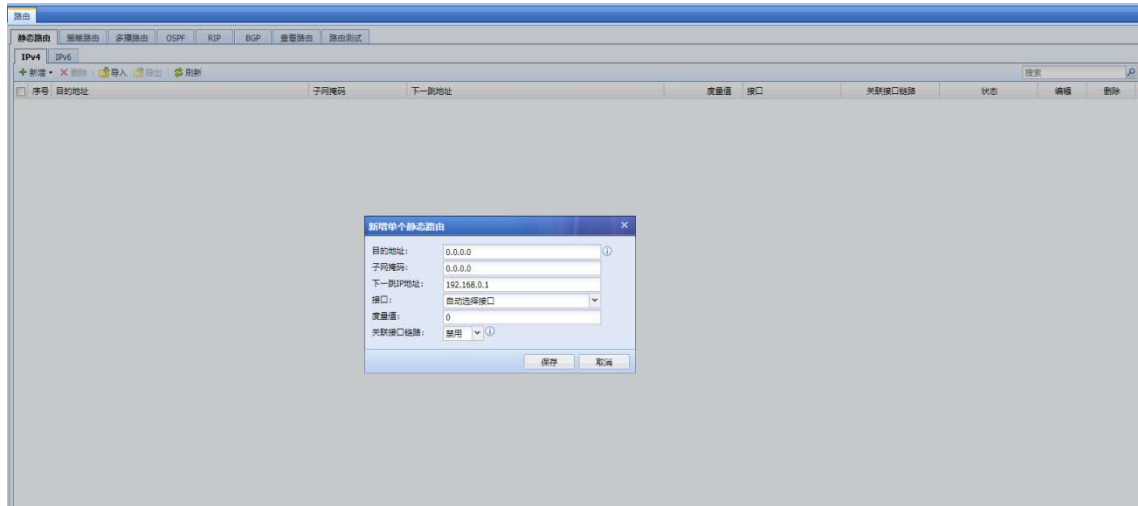 路由
静态路由 策略路由 多播路由 OSPF RIP BGP 查看路由 路由测试
IPv4 IPv6
新增 删除 导入 导出 刷新 搜索
序号 目的地址 子网掩码 下一跳地址 度量值 接口 关联接口链路 状态 编辑 删除
新增单个静态路由
目的地址: 0.0.0.0
子网掩码: 0.0.0.0
下一跳IP地址: 192.168.0.1
接口: 自动选择接口
度量值: 0
关联接口链路: 禁用
保存 取消